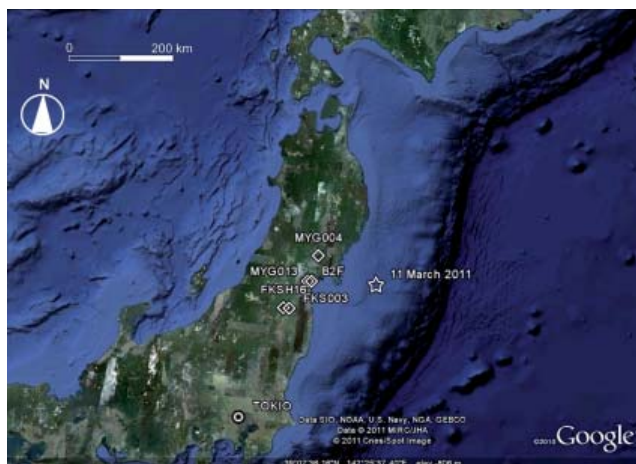 0 200 km
N
MYG004
MYG013 B2F
11 March 2011
FKSH16
FKS003
TOKIO
Data SIO, NOAA, U.S. Navy, NGA, GEBCO
Data © 2011 MIRC/JHA
© 2011 Cnes/Spot Image
©2010 Google